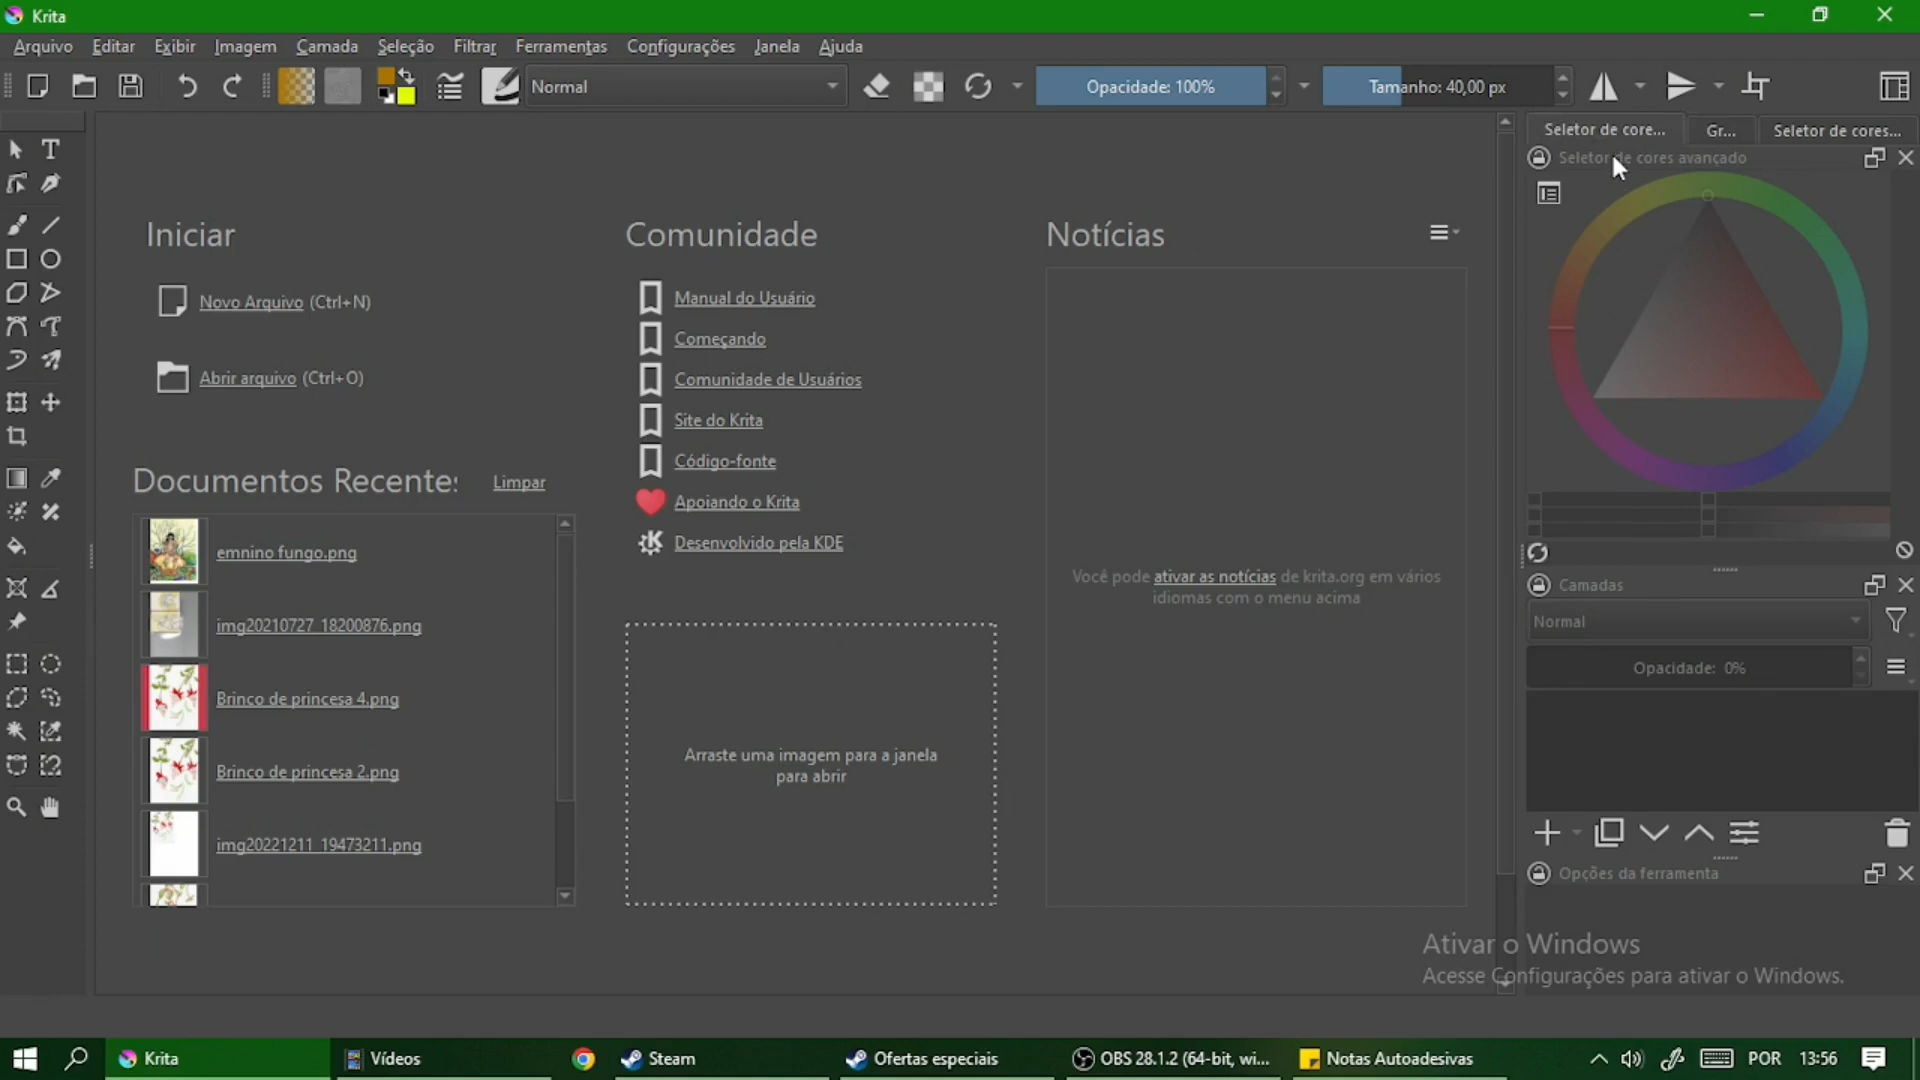 Krita
Arquivo Editar Exibir Imagem Camada Seleção Filtrar Ferramentas Configurações Janela Ajuda
Normal
Opacidade: 100%
Tamanho: 40,00 px
Seletor de core... Gr... Seletor de cores...
Seletor de cores avançado
Iniciar
Novo Arquivo (Ctrl+N)
Abrir arquivo (Ctrl+O)
Documentos Recentes
Limpar
emnino fungo.png
img20210727_18200876.png
Brinco de princesa 4.png
Brinco de princesa 2.png
img20221211_19473211.png
Comunidade
Manual do Usuário
Começando
Comunidade de Usuários
Site do Krita
Código-fonte
Apoiando o Krita
Desenvolvido pela KDE
Arraste uma imagem para a janela
para abrir
Notícias
Você pode ativar as notícias de krita.org em vários
idiomas com o menu acima
Camadas
Normal
Opacidade: 0%
Opções da ferramenta
Ativar o Windows
Acesse Configurações para ativar o Windows.
Krita
Vídeos
Steam
Ofertas especiais
OBS 28.1.2 (64-bit, wi...
Notas Autoadesivas
POR
13:56